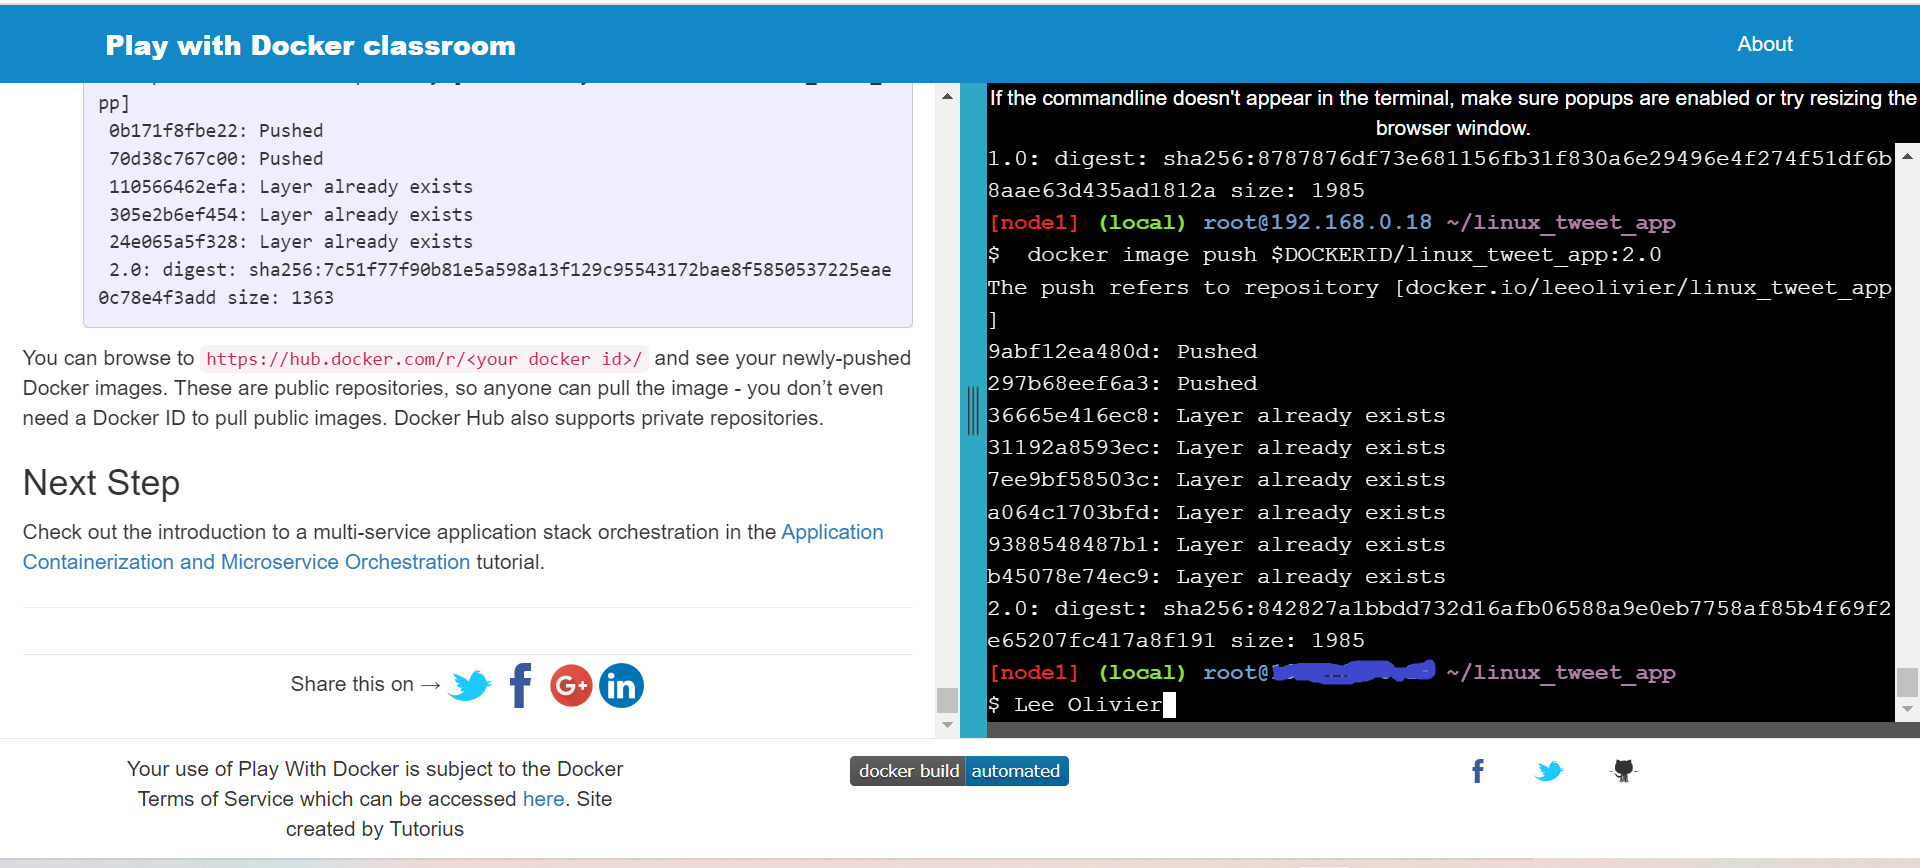 Play with Docker classroom
About
pp]
0b171f8fbe22: Pushed
70d38c767c00: Pushed
110566462efa: Layer already exists
305e2b6ef454: Layer already exists
24e065a5f328: Layer already exists
2.0: digest: sha256:7c51f77f90b81e5a598a13f129c95543172bae8f5850537225eae
0c78e4f3add size: 1363
You can browse to https://hub.docker.com/r/<your docker id>/ and see your newly-pushed
Docker images. These are public repositories, so anyone can pull the image - you don’t even
need a Docker ID to pull public images. Docker Hub also supports private repositories.
Next Step
Check out the introduction to a multi-service application stack orchestration in the Application
Containerization and Microservice Orchestration tutorial.
Share this on →
G+
in
If the commandline doesn't appear in the terminal, make sure popups are enabled or try resizing the
browser window.
1.0: digest: sha256:8787876df73e681156fb31f830a6e29496e4f274f51df6b
8aae63d435ad1812a size: 1985
[node1] (local) root@192.168.0.18 ~/linux_tweet_app
$  docker image push $DOCKERID/linux_tweet_app:2.0
The push refers to repository [docker.io/leeolivier/linux_tweet_app
]
9abf12ea480d: Pushed
297b68eef6a3: Pushed
36665e416ec8: Layer already exists
31192a8593ec: Layer already exists
7ee9bf58503c: Layer already exists
a064c1703bfd: Layer already exists
9388548487b1: Layer already exists
b45078e74ec9: Layer already exists
2.0: digest: sha256:842827a1bbdd732d16afb06588a9e0eb7758af85b4f69f2
e65207fc417a8f191 size: 1985
[node1] (local) root@ ~/linux_tweet_app
$ Lee Olivier
Your use of Play With Docker is subject to the Docker
Terms of Service which can be accessed here. Site
created by Tutorius
docker build automated